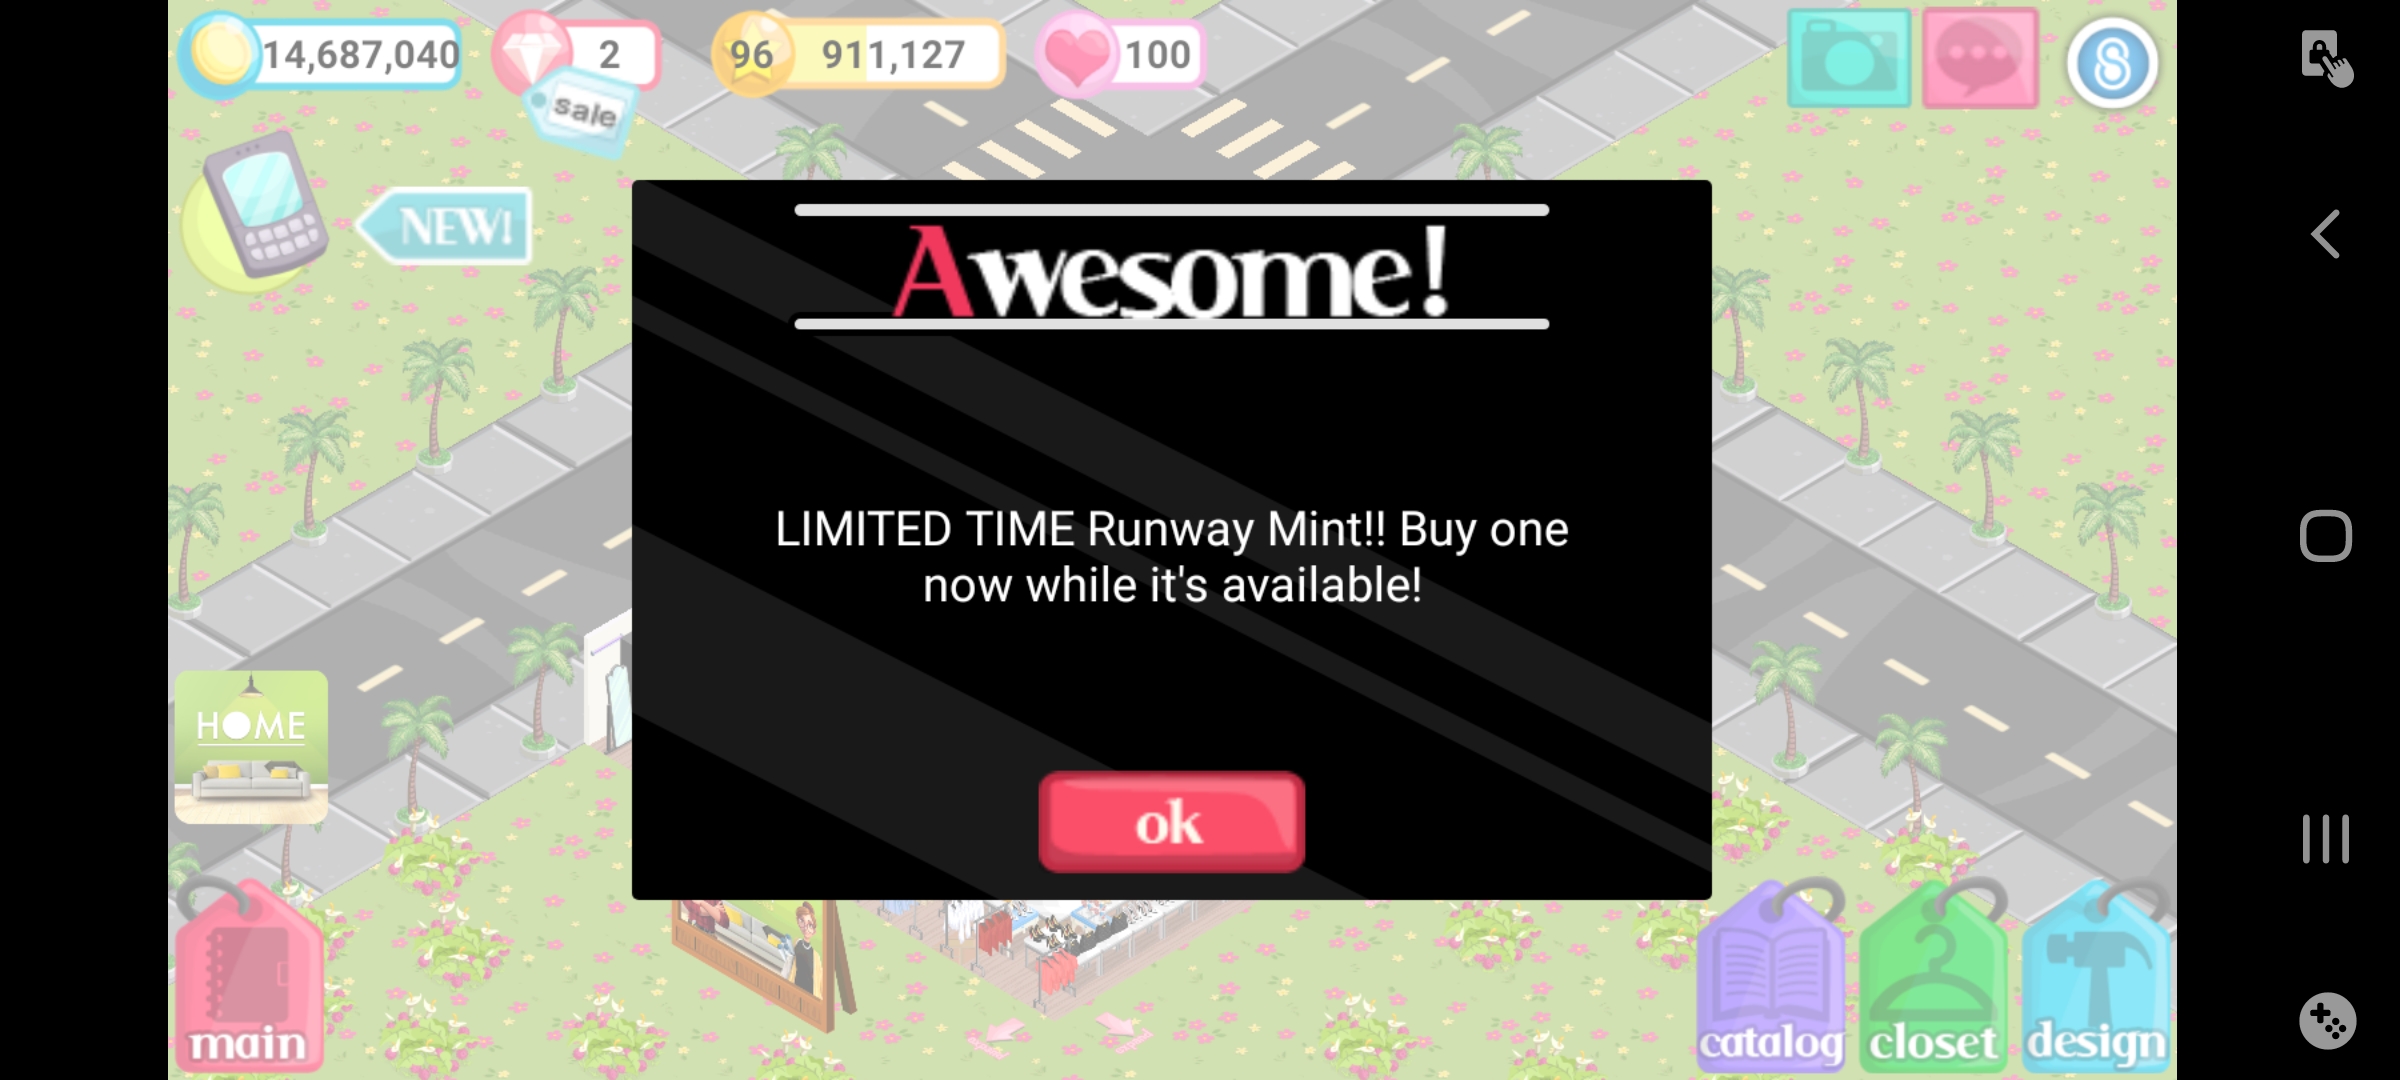 14,687,040
2
96
911,127
100
sale
NEW!
Awesome!
LIMITED TIME Runway Mint!! Buy one
now while it's available!
HOME
ok
main
catalog
closet
design